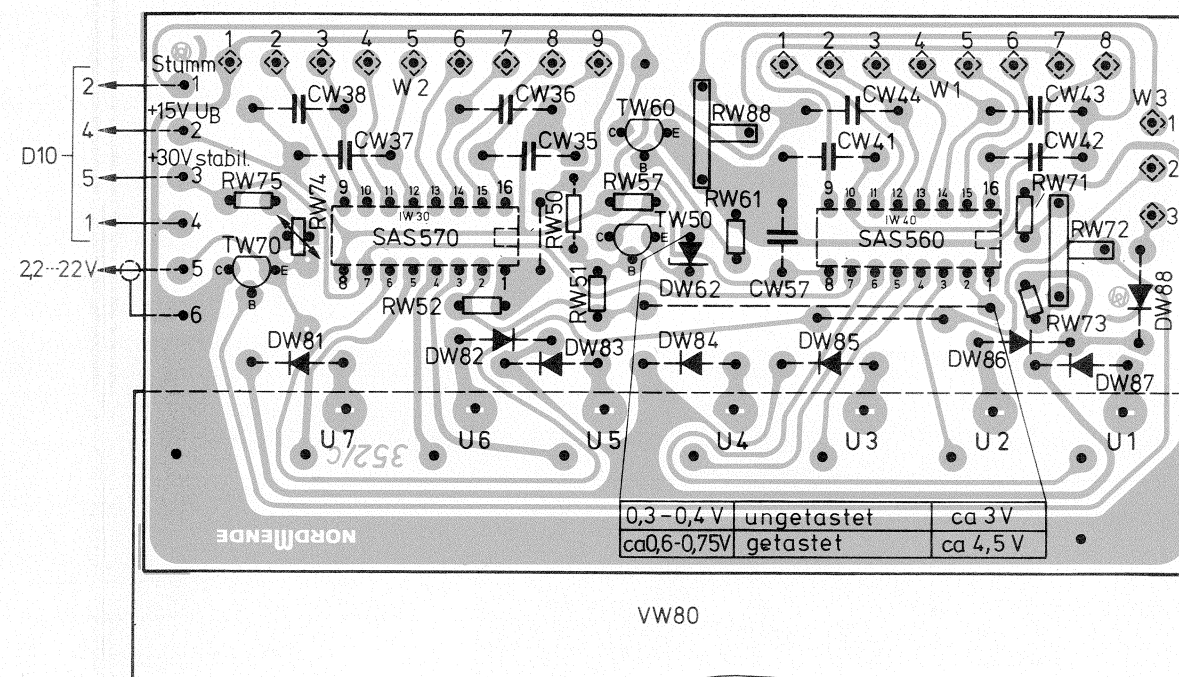 1 2 3 4 5 6 7 8 9
1 2 3 4 5 6 7 8
Stumm
2 1
W2
W1
W3
CW38
CW36
CW44
CW43
+15V UB
TW60
RW88
1
4 2
C E
CW37
CW35
CW41
CW42
B
D10
+30V stabil.
2
5 3
RW75
RW74
9 10 11 12 13 14 15 16
RW50
RW57
RW61
9 10 11 12 13 14 15 16
RW71
IW30
IW40
3
1 4
SAS570
TW50
SAS560
RW72
TW70
C E
C E
2,2--22V 5
8 7 6 5 4 3 2 1
8 7 6 5 4 3 2 1
B
B
RW51
DW62
CW57
DW88
RW52
6
RW73
DW81
DW82
DW83
DW84
DW85
DW86
DW87
U7 U6 U5 U4 U3 U2 U1
352/C
0,3-0,4 V ungetastet ca 3V
NORDMENDE
ca0,6-0,75V getastet ca 4,5 V
VW80